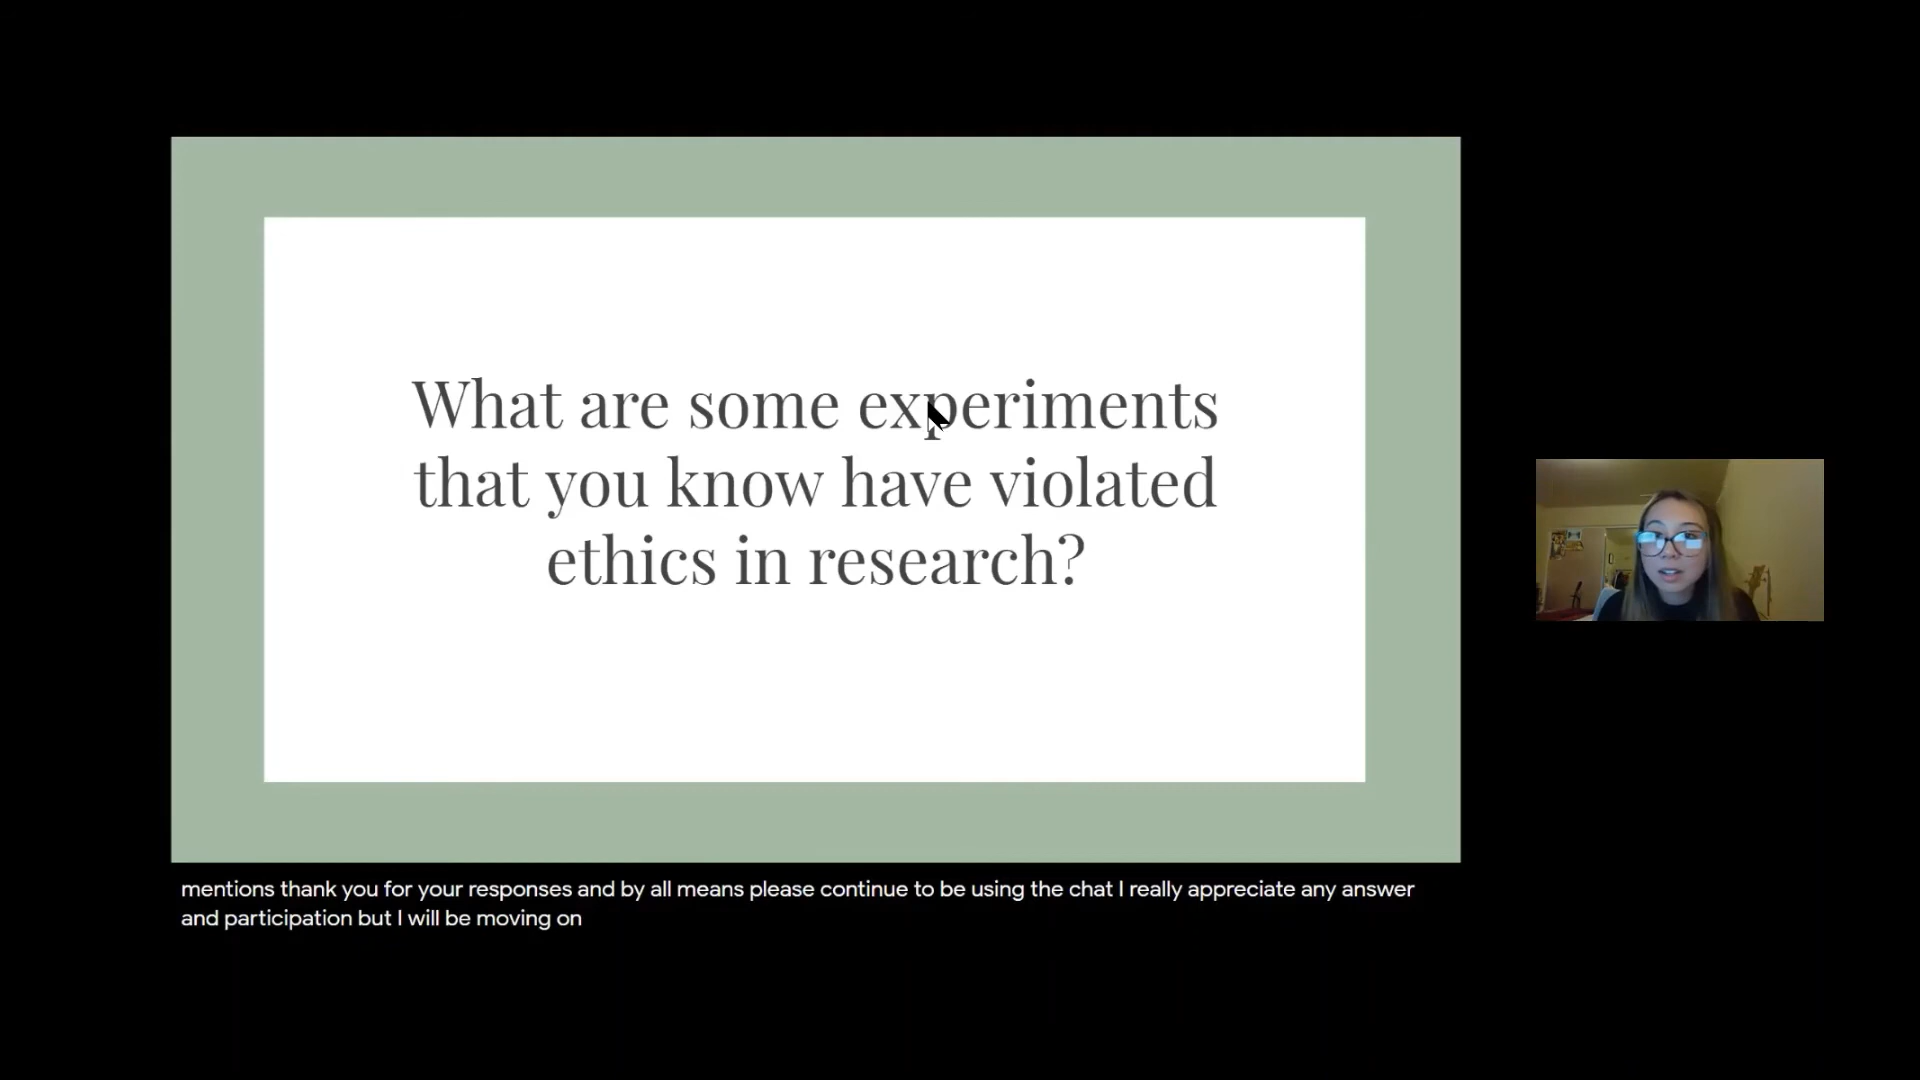 What are some experiments
that you know have violated
ethics in research?
mentions thank you for your responses and by all means please continue to be using the chat I really appreciate any answer
and participation but I will be moving on